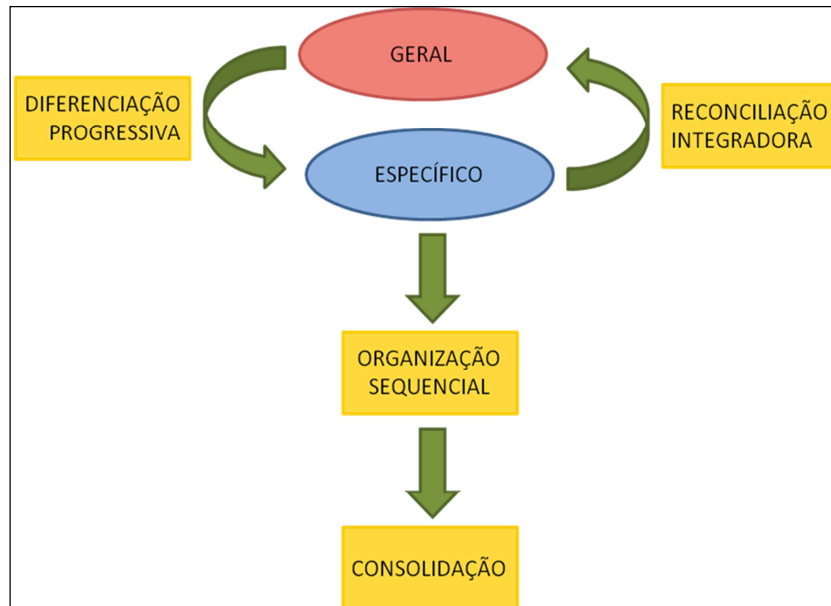 GERAL
DIFERENCIAÇÃO
PROGRESSIVA
RECONCILIAÇÃO
INTEGRADORA
ESPECÍFICO
ORGANIZAÇÃO
SEQUENCIAL
CONSOLIDAÇÃO